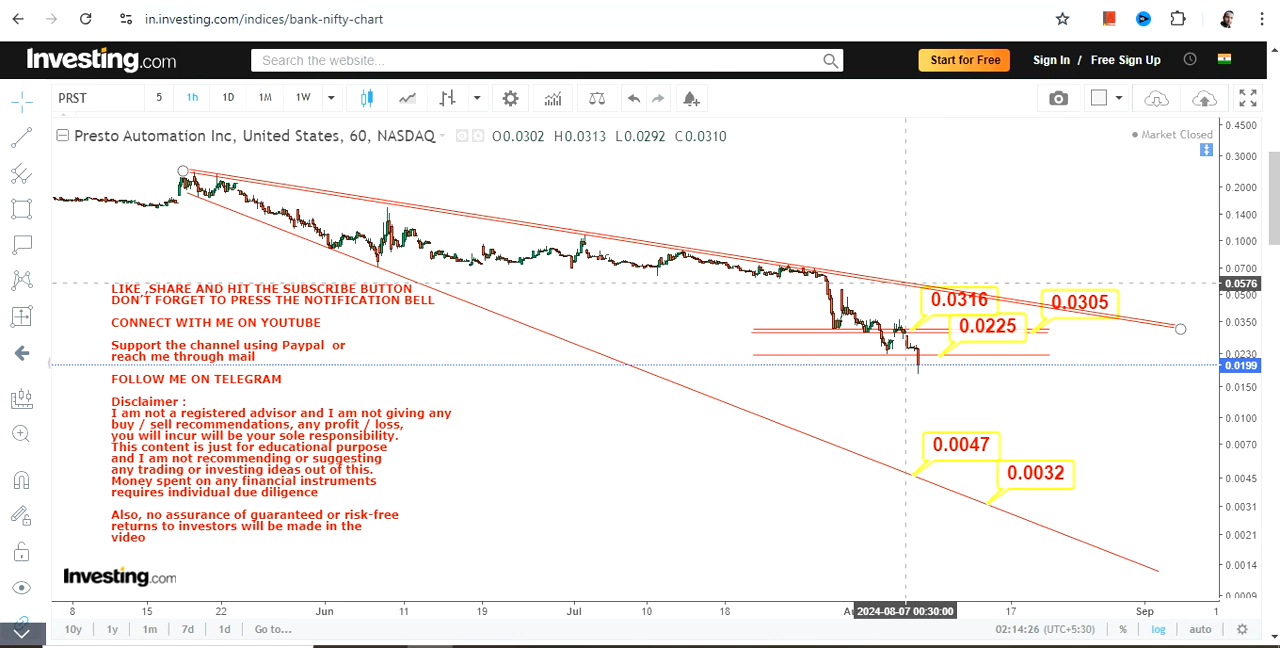 in.investing.com/indices/bank-nifty-chart
Investing.com
Search the website...
Start for Free
Sign In / Free Sign Up
PRST 5 1h 1D 1M 1W
Presto Automation Inc, United States, 60, NASDAQ O0.0302 H0.0313 L0.0292 C0.0310
Market Closed
0.4500
0.3000
0.2000
0.1400
0.1000
0.0700
0.0576
0.0500
0.0350
0.0230
0.0199
0.0150
0.0100
0.0070
0.0045
0.0031
0.0021
0.0014
0.0009
0.0316
0.0305
0.0225
0.0047
0.0032
LIKE ,SHARE AND HIT THE SUBSCRIBE BUTTON
DON'T FORGET TO PRESS THE NOTIFICATION BELL
CONNECT WITH ME ON YOUTUBE
Support the channel using Paypal or
reach me through mail
FOLLOW ME ON TELEGRAM
Disclaimer :
I am not a registered advisor and I am not giving any
buy / sell recommendations, any profit / loss,
you will incur will be your sole responsibility.
This content is just for educational purpose
and I am not recommending or suggesting
any trading or investing ideas out of this.
Money spent on any financial instruments
requires individual due diligence
Also, no assurance of guaranteed or risk-free
returns to investors will be made in the
video
Investing.com
8 15 22 Jun 11 19 Jul 10 18 2024-08-07 00:30:00 17 Sep 1
10y 1y 1m 7d 1d Go to...
02:14:26 (UTC+5:30) % log auto